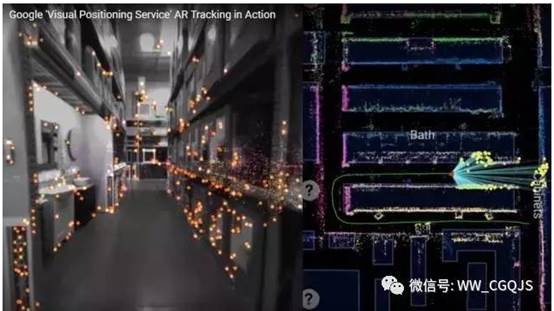 Google 'Visual Positioning Service' AR Tracking in Action
Bath
?
?
微信号: WW_CGQJS